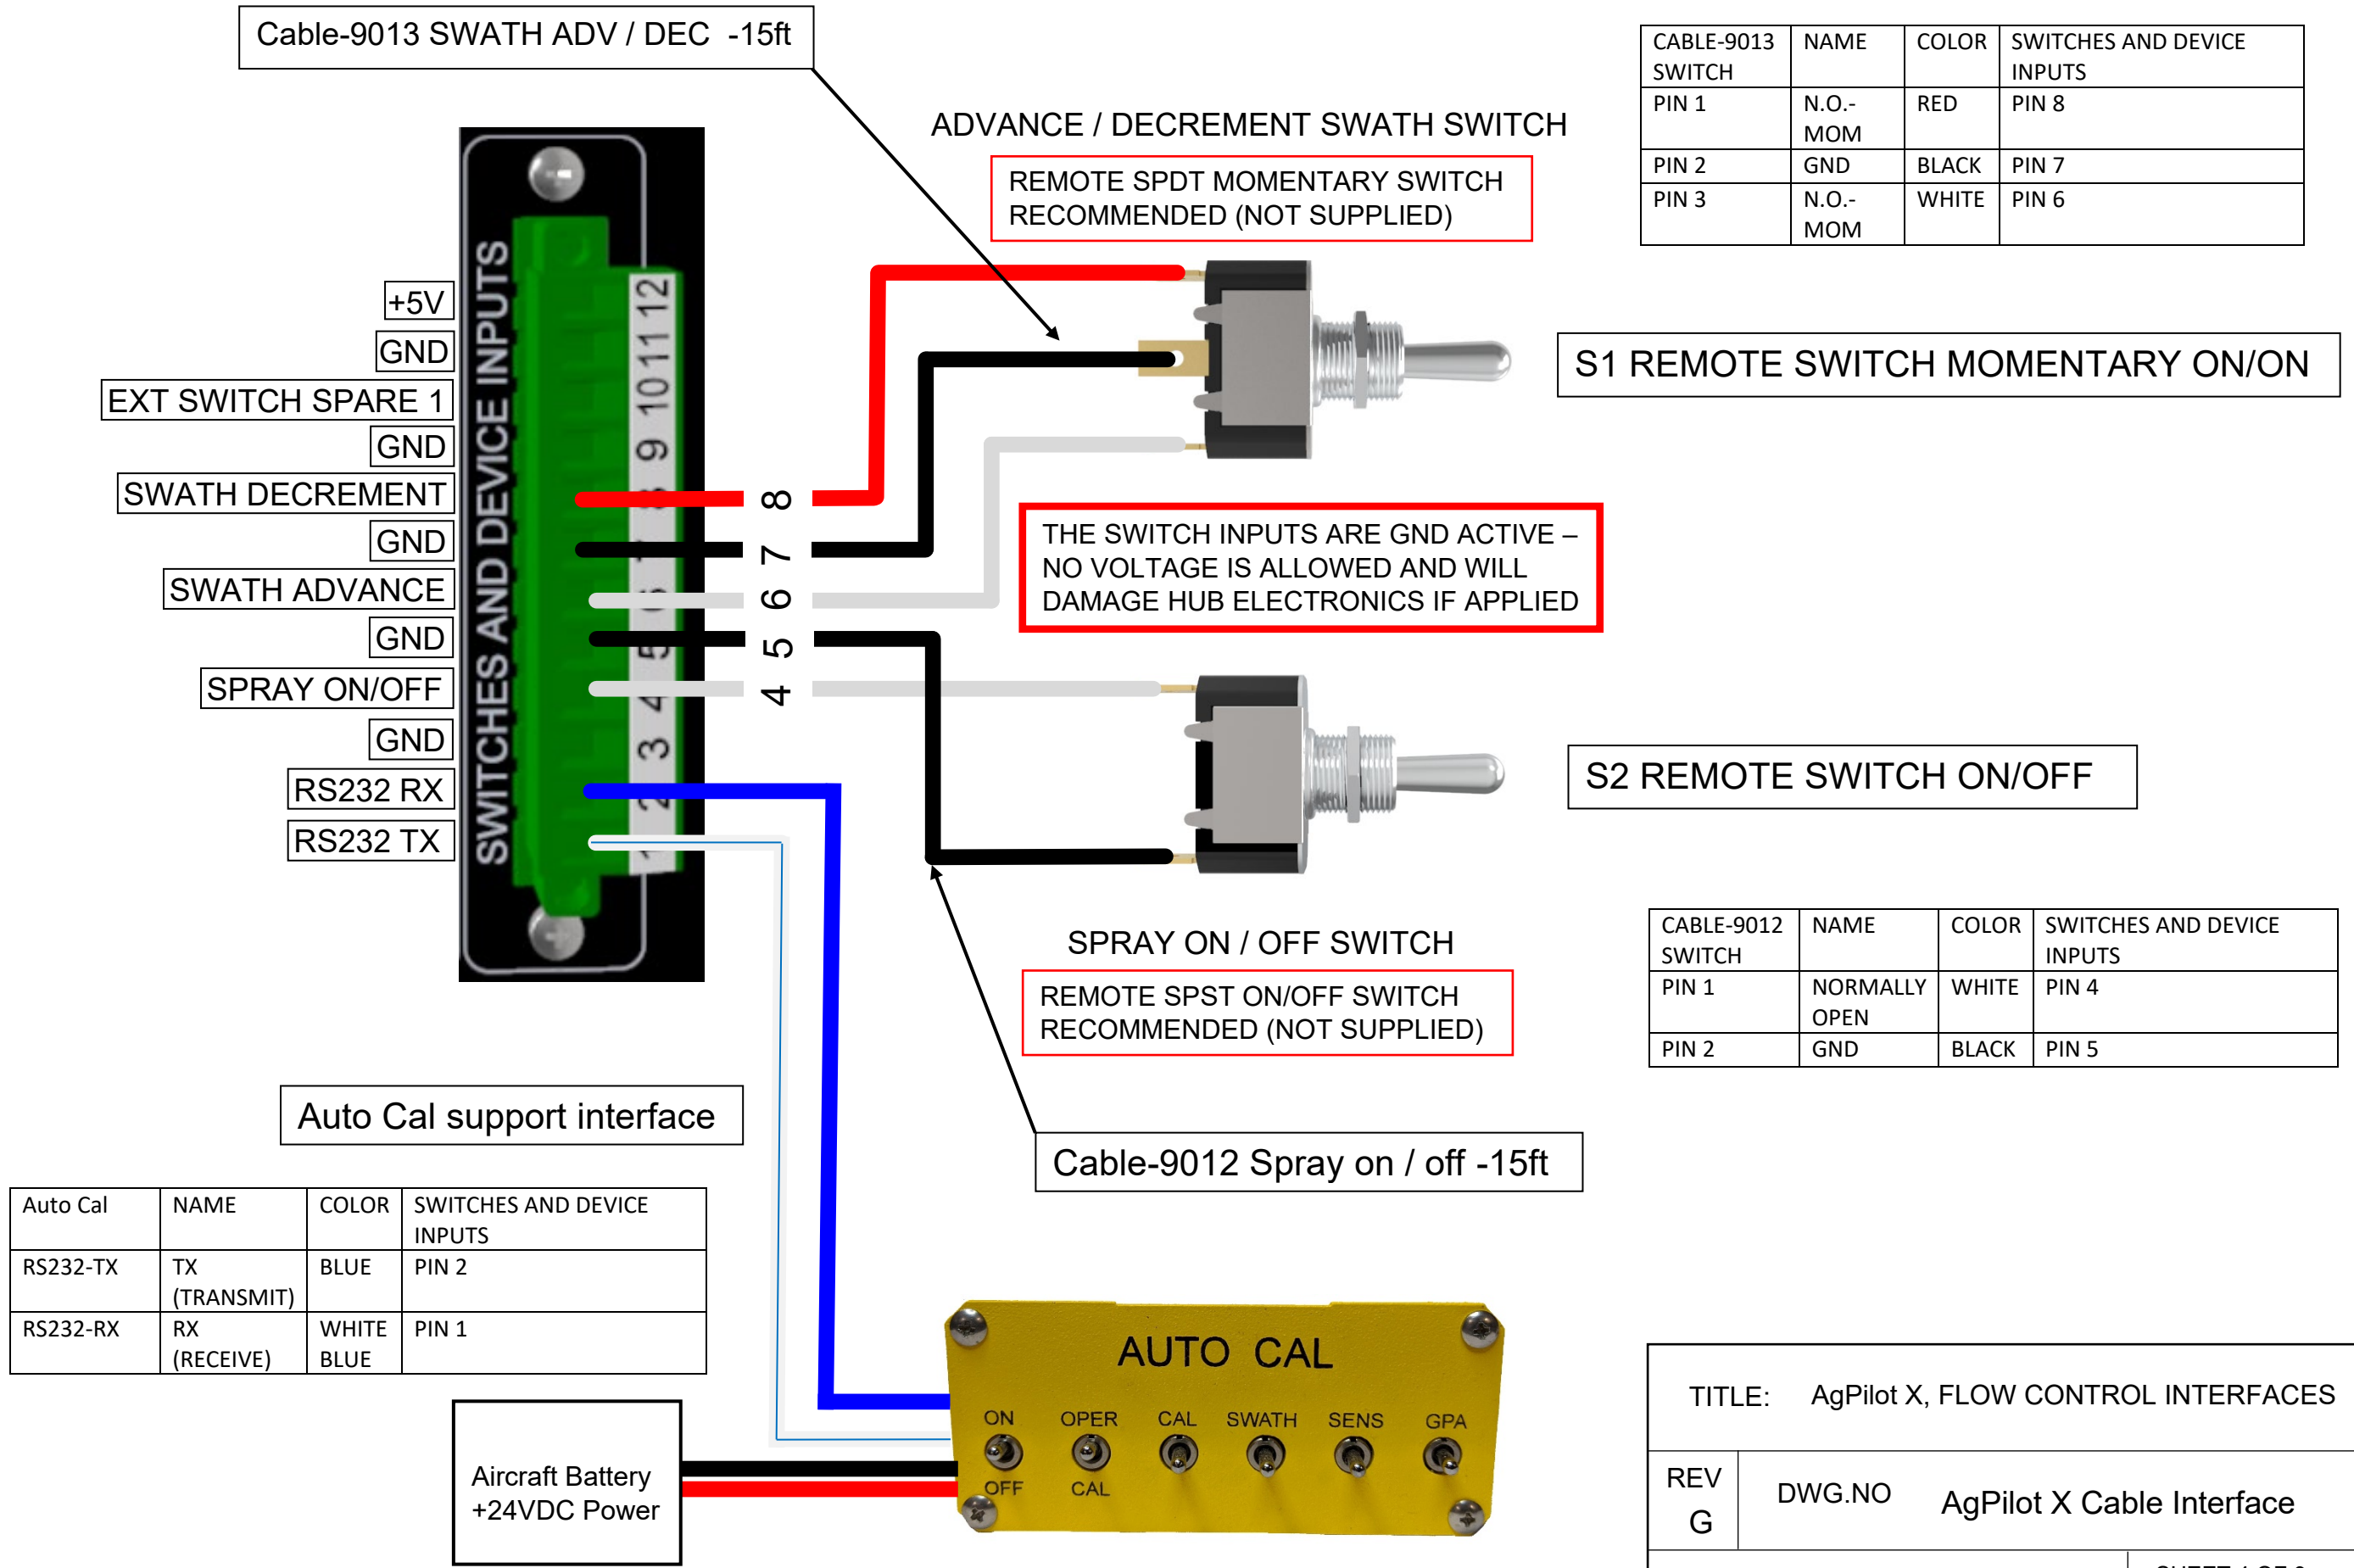 Cable-9013 SWATH ADV / DEC -15ft
CABLE-9013 SWITCH NAME COLOR SWITCHES AND DEVICE INPUTS
PIN 1 N.O.-MOM RED PIN 8
PIN 2 GND BLACK PIN 7
PIN 3 N.O.-MOM WHITE PIN 6
ADVANCE / DECREMENT SWATH SWITCH
REMOTE SPDT MOMENTARY SWITCH
RECOMMENDED (NOT SUPPLIED)
S1 REMOTE SWITCH MOMENTARY ON/ON
SWITCHES AND DEVICE INPUTS
+5V
GND
EXT SWITCH SPARE 1
GND
SWATH DECREMENT
GND
SWATH ADVANCE
GND
SPRAY ON/OFF
GND
RS232 RX
RS232 TX
12
11
10
9
8
7
6
5
4
3
2
1
8
7
6
5
4
THE SWITCH INPUTS ARE GND ACTIVE –
NO VOLTAGE IS ALLOWED AND WILL
DAMAGE HUB ELECTRONICS IF APPLIED
S2 REMOTE SWITCH ON/OFF
SPRAY ON / OFF SWITCH
REMOTE SPST ON/OFF SWITCH
RECOMMENDED (NOT SUPPLIED)
CABLE-9012 SWITCH NAME COLOR SWITCHES AND DEVICE INPUTS
PIN 1 NORMALLY OPEN WHITE PIN 4
PIN 2 GND BLACK PIN 5
Cable-9012 Spray on / off -15ft
Auto Cal support interface
Auto Cal NAME COLOR SWITCHES AND DEVICE INPUTS
RS232-TX TX (TRANSMIT) BLUE PIN 2
RS232-RX RX (RECEIVE) WHITE BLUE PIN 1
Aircraft Battery
+24VDC Power
AUTO CAL
ON OPER CAL SWATH SENS GPA
OFF CAL
TITLE: AgPilot X, FLOW CONTROL INTERFACES
REV G DWG.NO AgPilot X Cable Interface